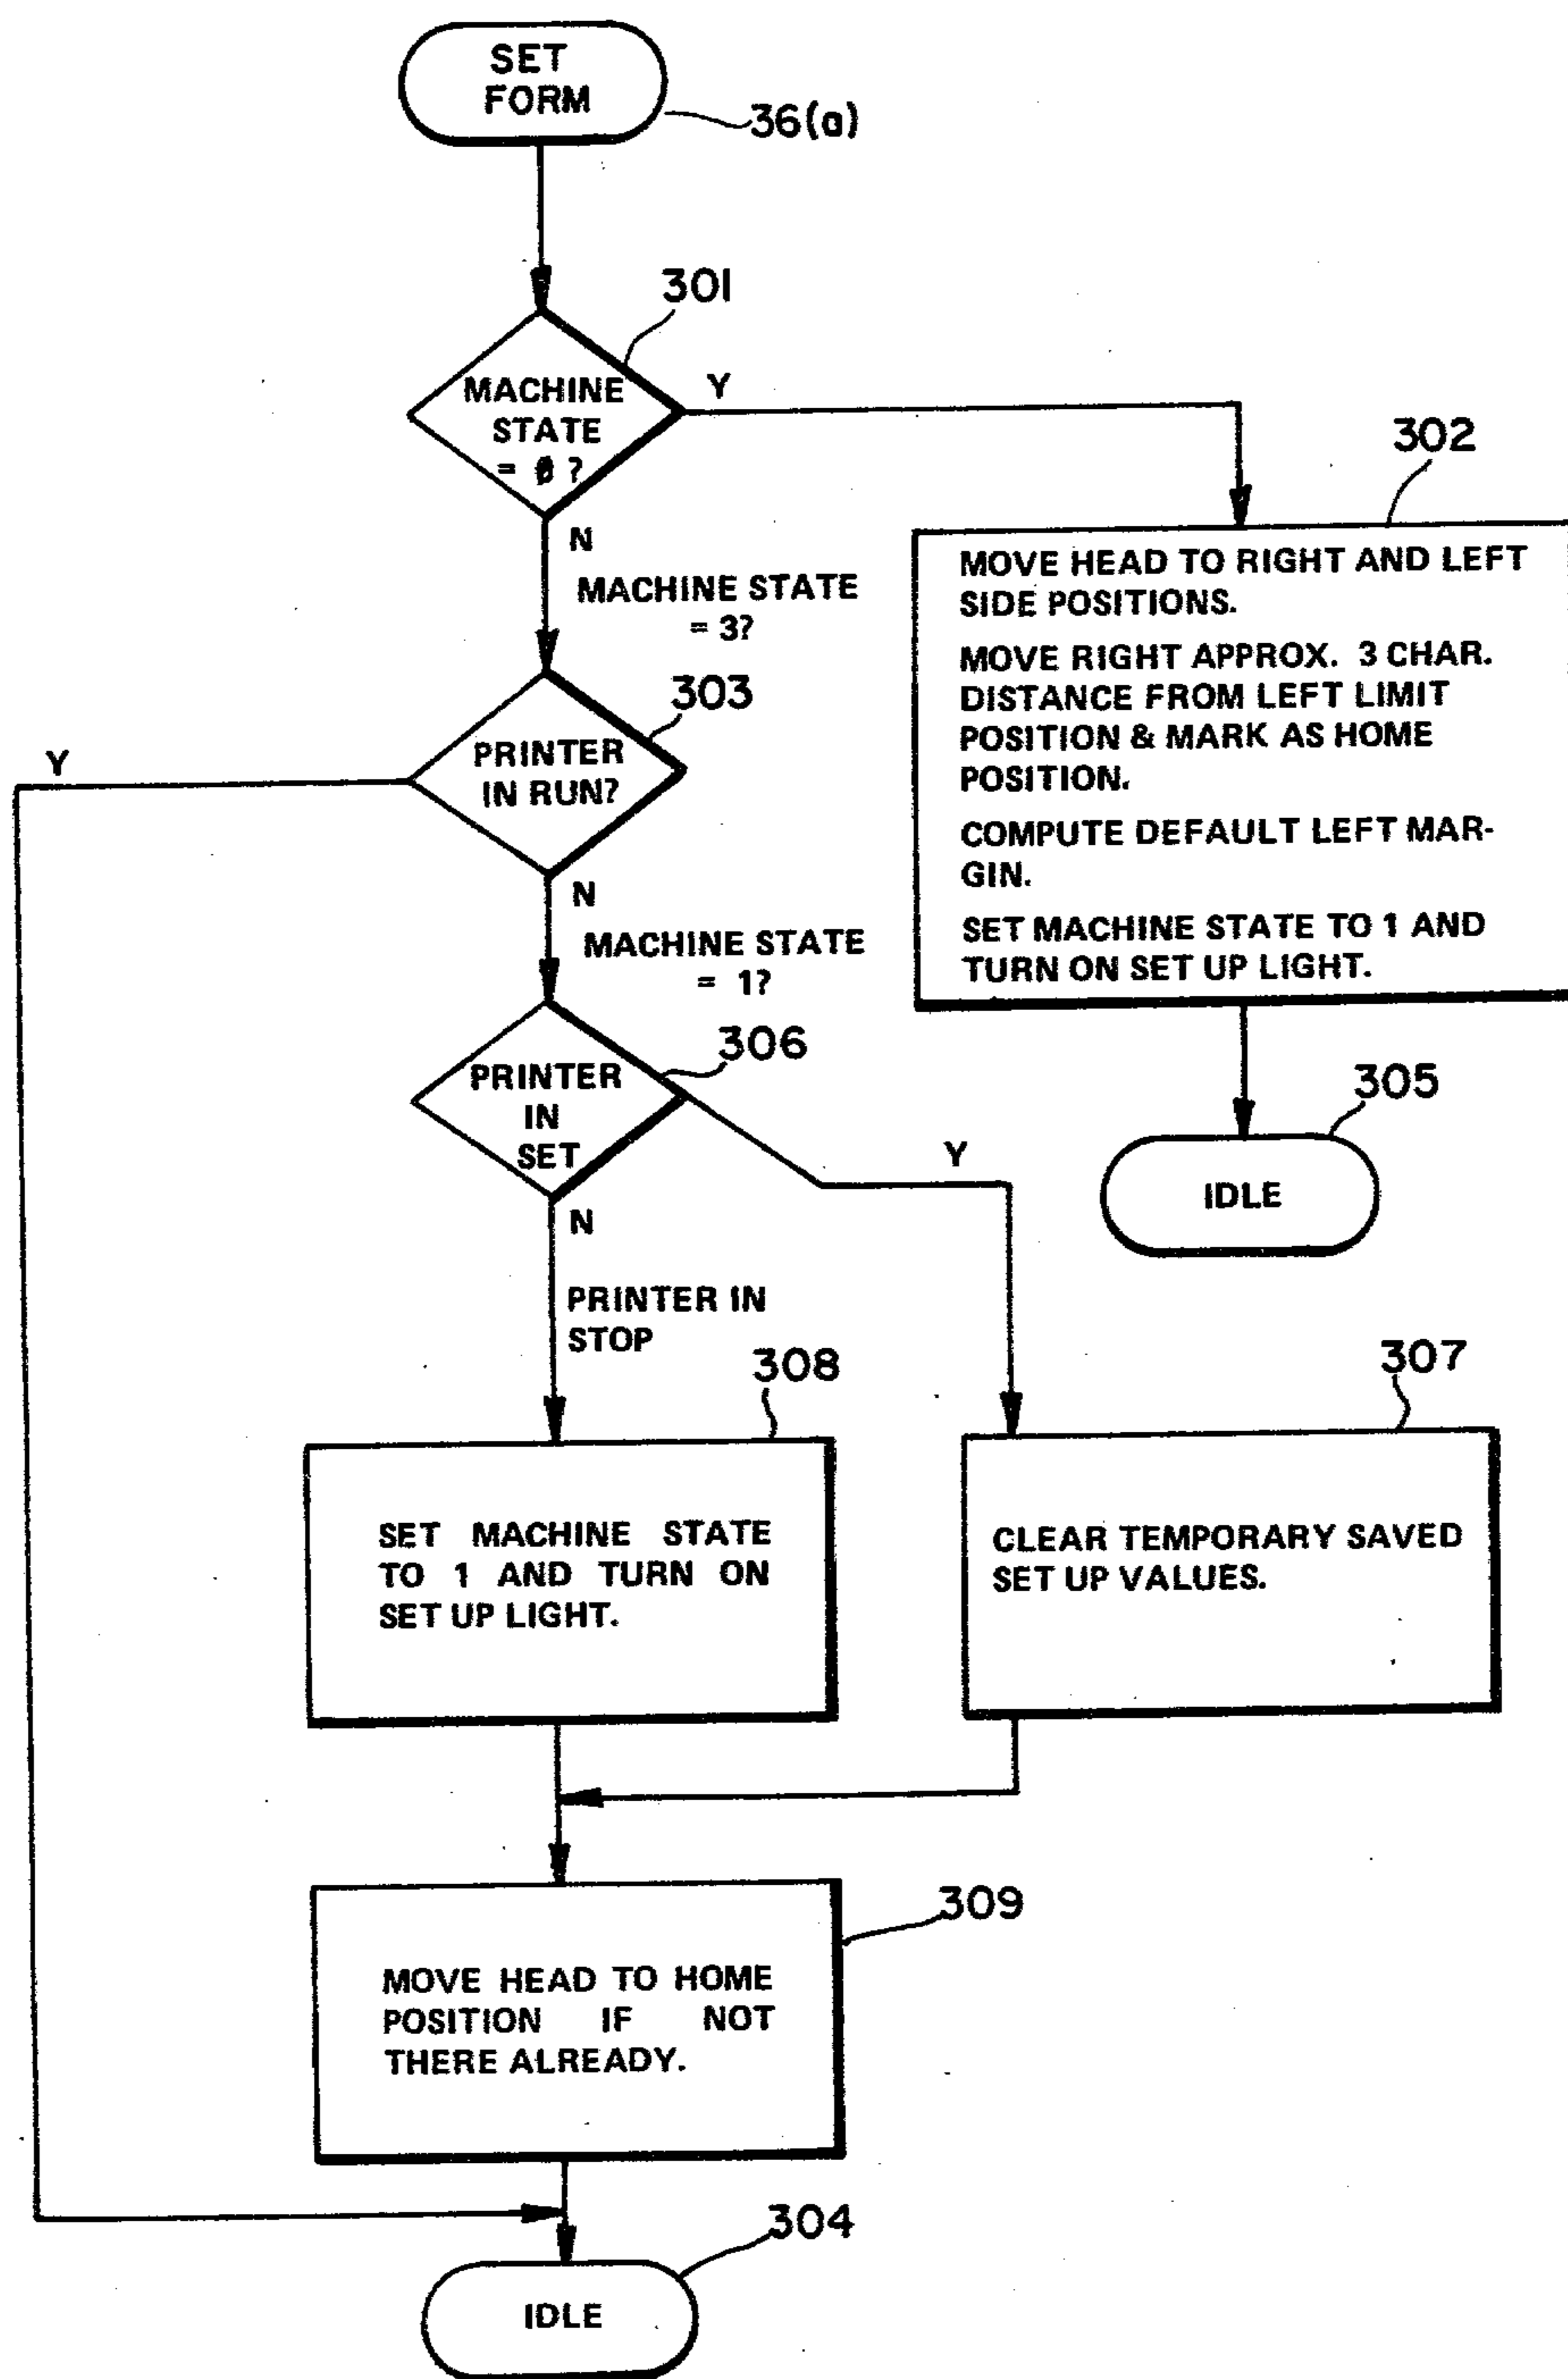 SET
FORM
36(a)
301
MACHINE
STATE
= 0 ?
Y
N
302
MOVE HEAD TO RIGHT AND LEFT
SIDE POSITIONS.
MOVE RIGHT APPROX. 3 CHAR.
DISTANCE FROM LEFT LIMIT
POSITION & MARK AS HOME
POSITION.
COMPUTE DEFAULT LEFT MAR-
GIN.
SET MACHINE STATE TO 1 AND
TURN ON SET UP LIGHT.
MACHINE STATE
= 3?
303
PRINTER
IN RUN?
Y
N
MACHINE STATE
= 1?
306
PRINTER
IN
SET
Y
N
305
IDLE
PRINTER IN
STOP
308
SET MACHINE STATE
TO 1 AND TURN ON
SET UP LIGHT.
307
CLEAR TEMPORARY SAVED
SET UP VALUES.
309
MOVE HEAD TO HOME
POSITION IF NOT
THERE ALREADY.
304
IDLE